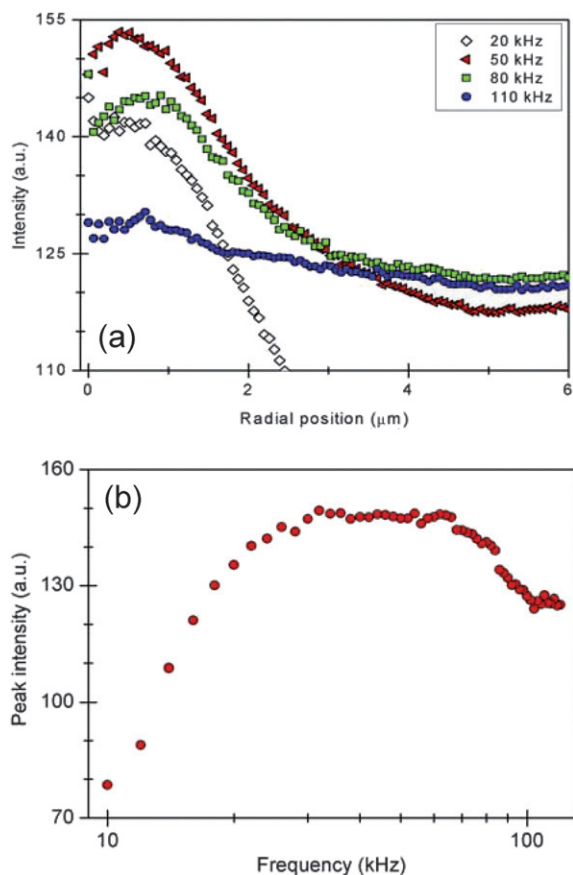 155
140
125
110
Intensity (a.u.)
20 kHz
50 kHz
80 kHz
110 kHz
(a)
0 2 4 6
Radial position (μm)
160
130
100
70
Peak intensity (a.u.)
(b)
10 100
Frequency (kHz)